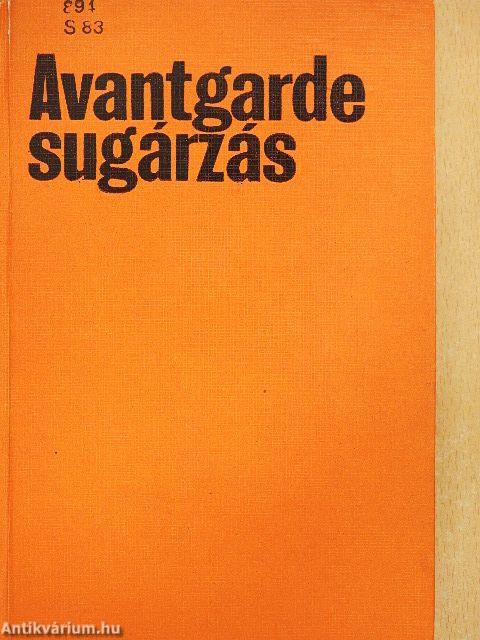 891
S 83
Avantgarde
sugárzás
Antikvárium.hu